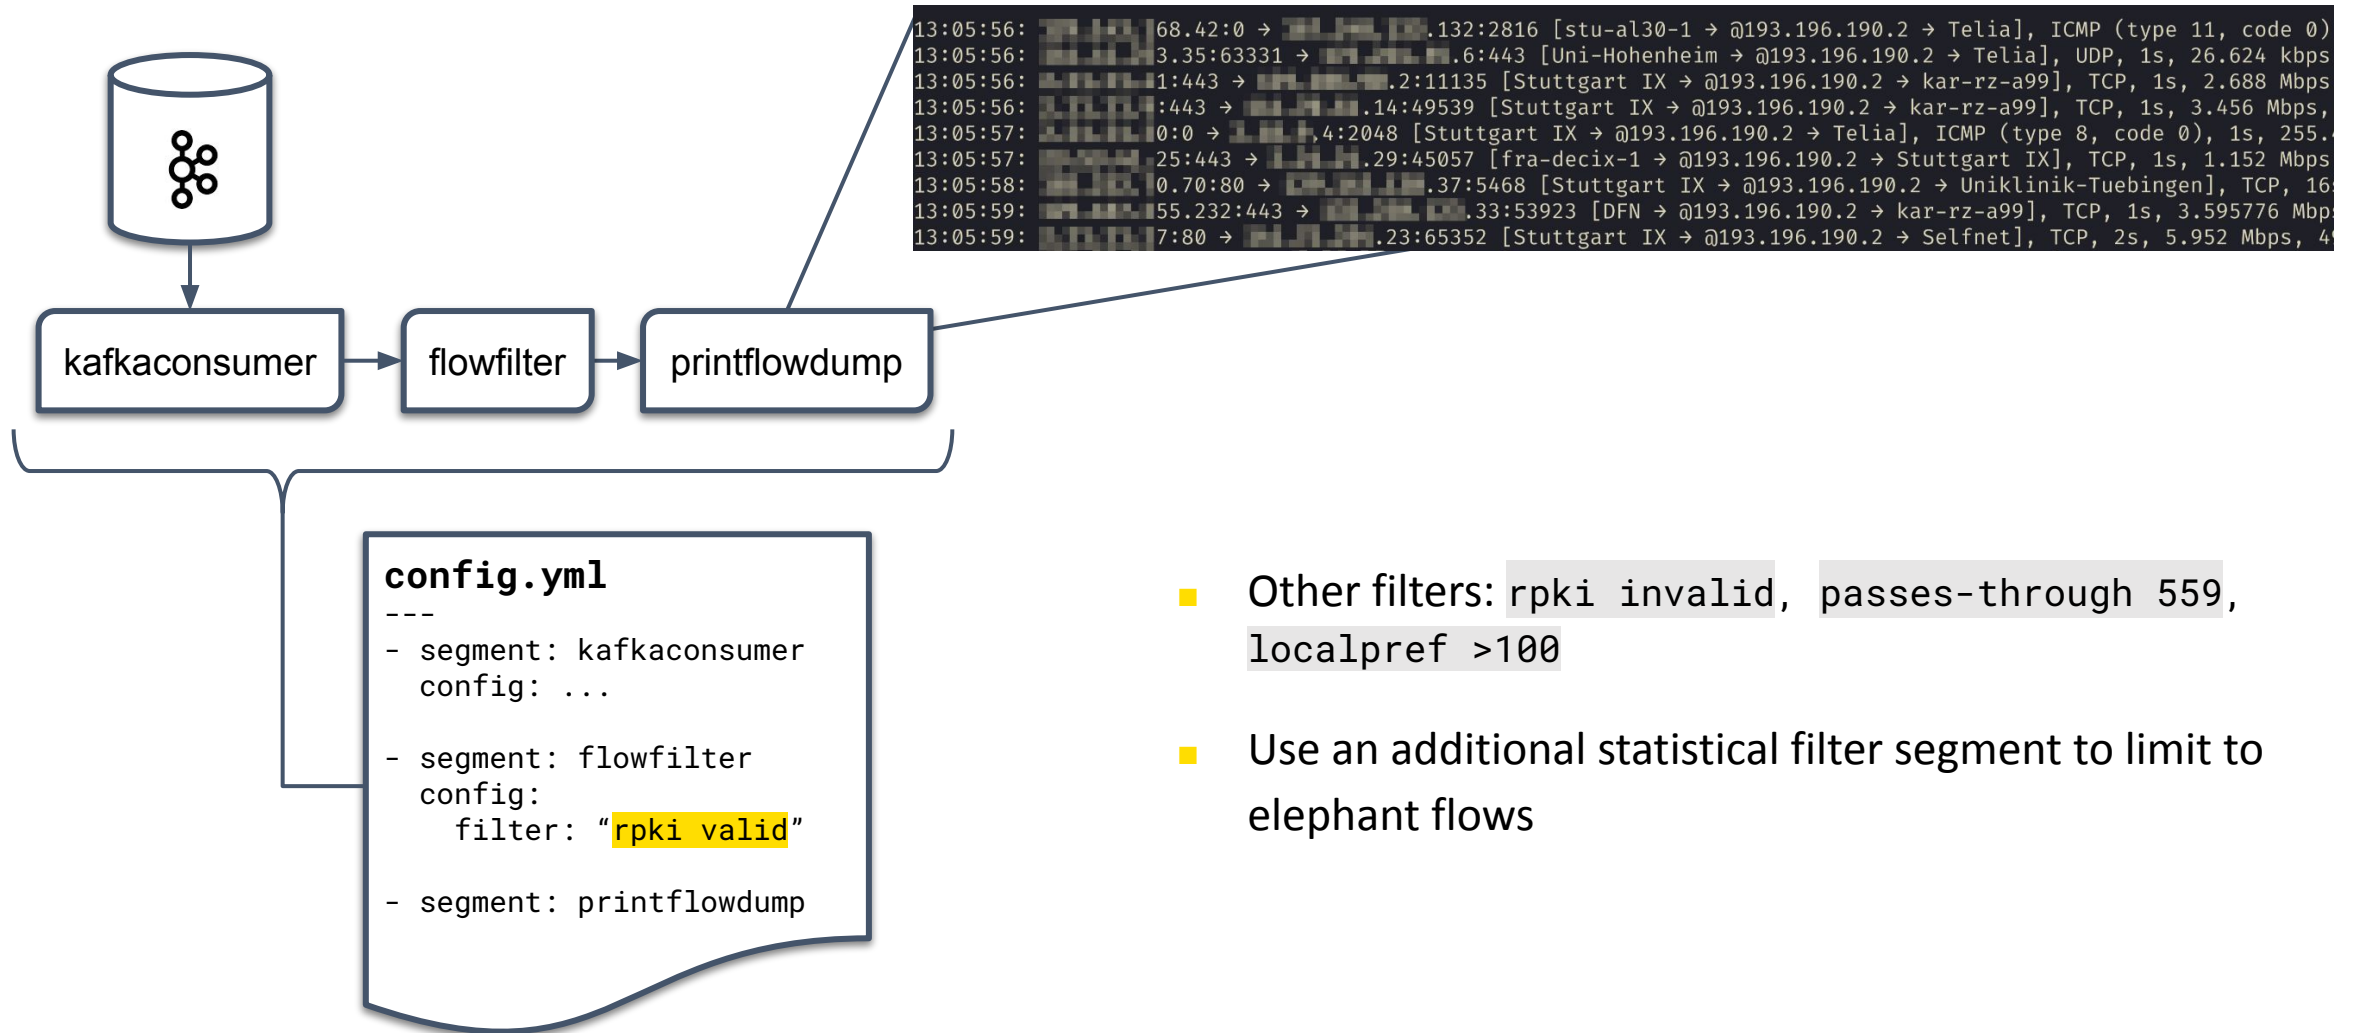 13:05:56: 68.42:0 → .132:2816 [stu-al30-1 → @193.196.190.2 → Telia], ICMP (type 11, code 0)
13:05:56: 3.35:63331 → .6:443 [Uni-Hohenheim → @193.196.190.2 → Telia], UDP, 1s, 26.624 kbps
13:05:56: 1:443 → .2:11135 [Stuttgart IX → @193.196.190.2 → kar-rz-a99], TCP, 1s, 2.688 Mbps
13:05:56: :443 → .14:49539 [Stuttgart IX → @193.196.190.2 → kar-rz-a99], TCP, 1s, 3.456 Mbps,
13:05:57: 0:0 → .4:2048 [Stuttgart IX → @193.196.190.2 → Telia], ICMP (type 8, code 0), 1s, 255.
13:05:57: 25:443 → .29:45057 [fra-decix-1 → @193.196.190.2 → Stuttgart IX], TCP, 1s, 1.152 Mbps
13:05:58: 0.70:80 → .37:5468 [Stuttgart IX → @193.196.190.2 → Uniklinik-Tuebingen], TCP, 16
13:05:59: 55.232:443 → .33:53923 [DFN → @193.196.190.2 → kar-rz-a99], TCP, 1s, 3.595776 Mbp
13:05:59: 7:80 → .23:65352 [Stuttgart IX → @193.196.190.2 → Selfnet], TCP, 2s, 5.952 Mbps,
kafkaconsumer
flowfilter
printflowdump
config.yml
---
- segment: kafkaconsumer
config: ...
- segment: flowfilter
config:
filter: “rpki valid”
- segment: printflowdump
Other filters: rpki invalid, passes-through 559,
localpref >100
Use an additional statistical filter segment to limit to
elephant flows